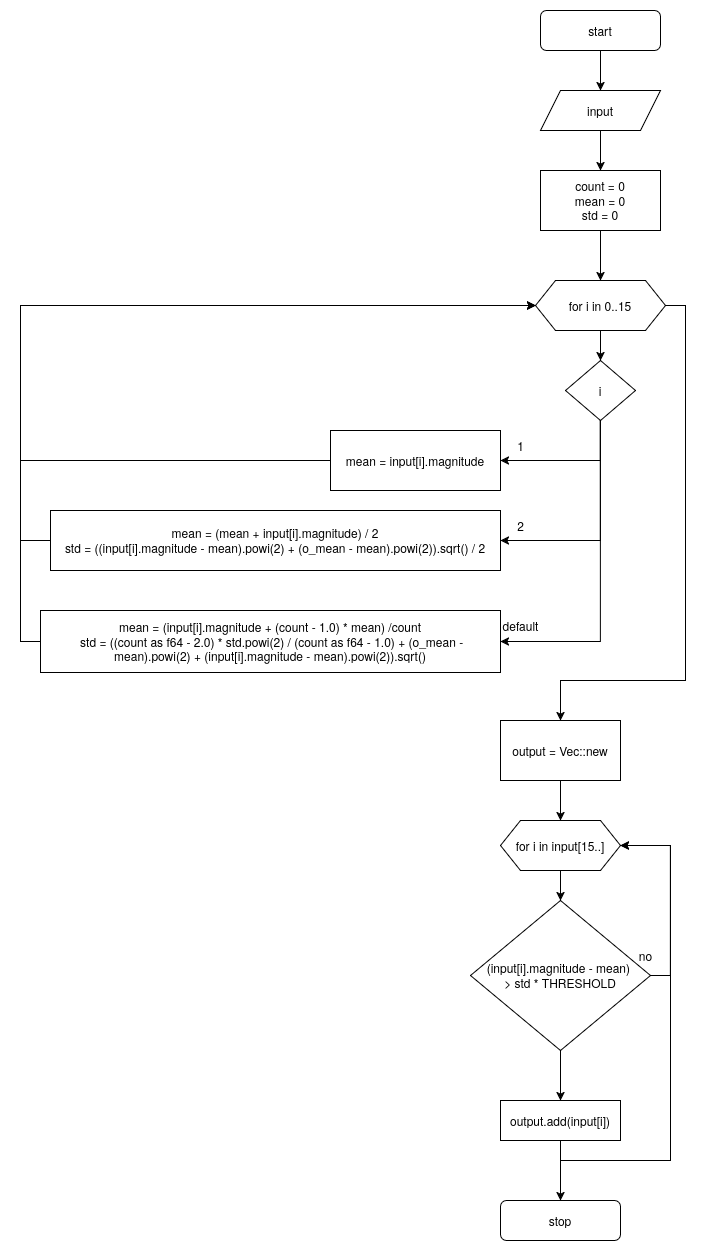 start
input
count = 0
mean = 0
std = 0
for i in 0..15
i
1
mean = input[i].magnitude
2
mean = (mean + input[i].magnitude) / 2
std = ((input[i].magnitude - mean).powi(2) + (o_mean - mean).powi(2)).sqrt() / 2
default
mean = (input[i].magnitude + (count - 1.0) * mean) /count
std = ((count as f64 - 2.0) * std.powi(2) / (count as f64 - 1.0) + (o_mean -
mean).powi(2) + (input[i].magnitude - mean).powi(2)).sqrt()
output = Vec::new
for i in input[15..]
no
(input[i].magnitude - mean)
> std * THRESHOLD
output.add(input[i])
stop